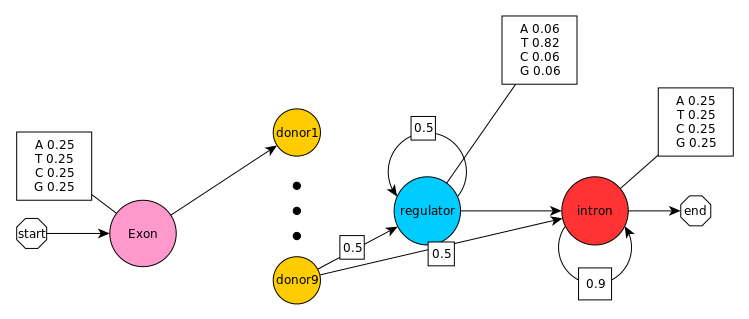 A 0.06
T 0.82
C 0.06
G 0.06
A 0.25
T 0.25
C 0.25
G 0.25
0.5
donor1
A 0.25
T 0.25
C 0.25
G 0.25
regulator
intron
end
start
Exon
0.5
0.5
donor9
0.9